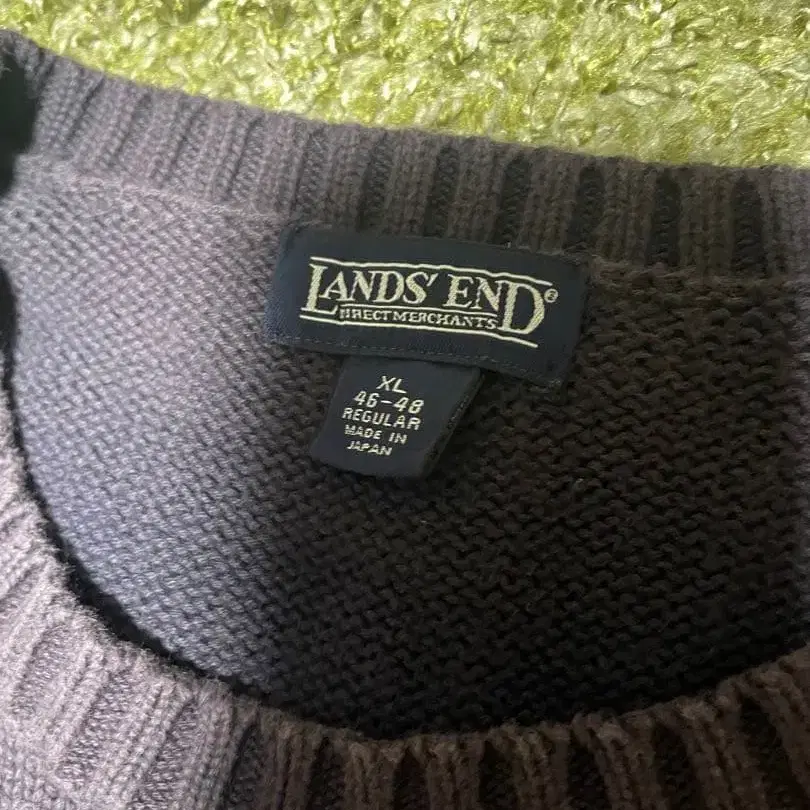 LANDS' END®
DIRECT MERCHANTS
XL
46-48
REGULAR
MADE IN
JAPAN